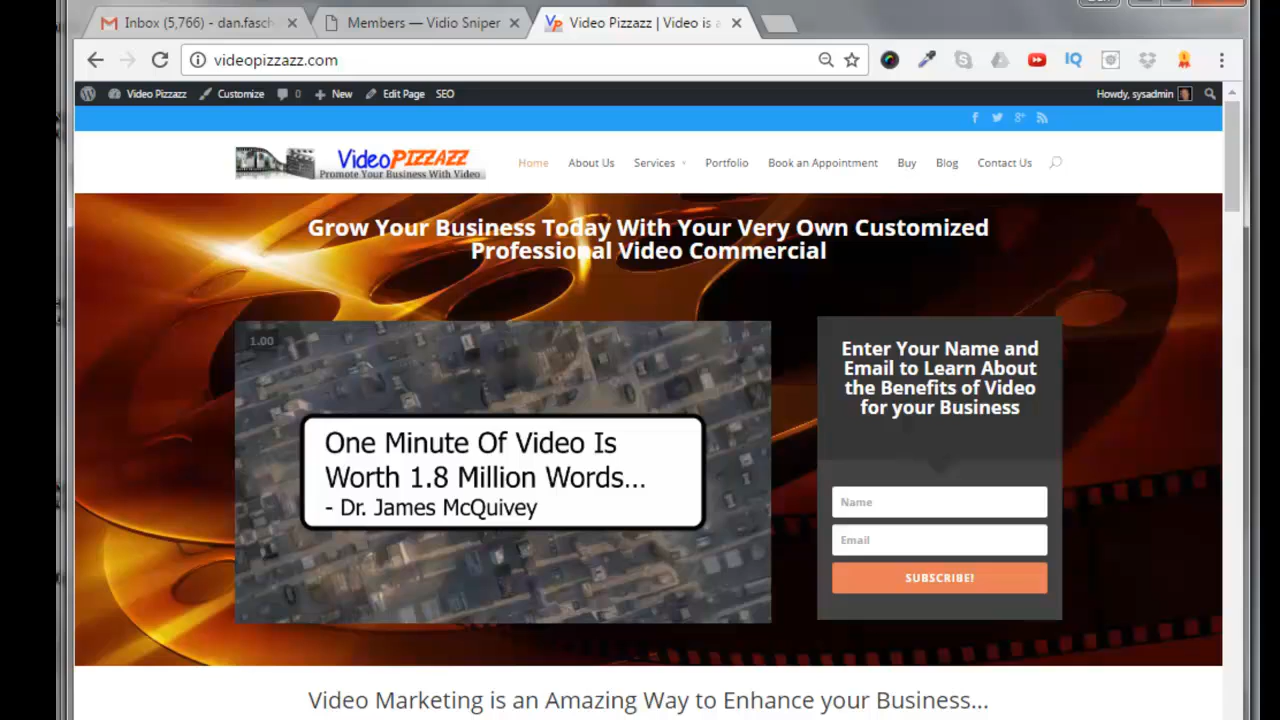 Inbox (5,766) - dan.fasch
Members — Vidio Sniper
Video Pizzazz | Video is a
videopizzazz.com
IQ
Video Pizzazz
Customize
0
New
Edit Page
SEO
Howdy, sysadmin
VideoPIZZAZZ
Promote Your Business With Video
Home
About Us
Services
Portfolio
Book an Appointment
Buy
Blog
Contact Us
Grow Your Business Today With Your Very Own Customized
Professional Video Commercial
1.00
One Minute Of Video Is
Worth 1.8 Million Words...
- Dr. James McQuivey
Enter Your Name and
Email to Learn About
the Benefits of Video
for your Business
Name
Email
SUBSCRIBE!
Video Marketing is an Amazing Way to Enhance your Business...